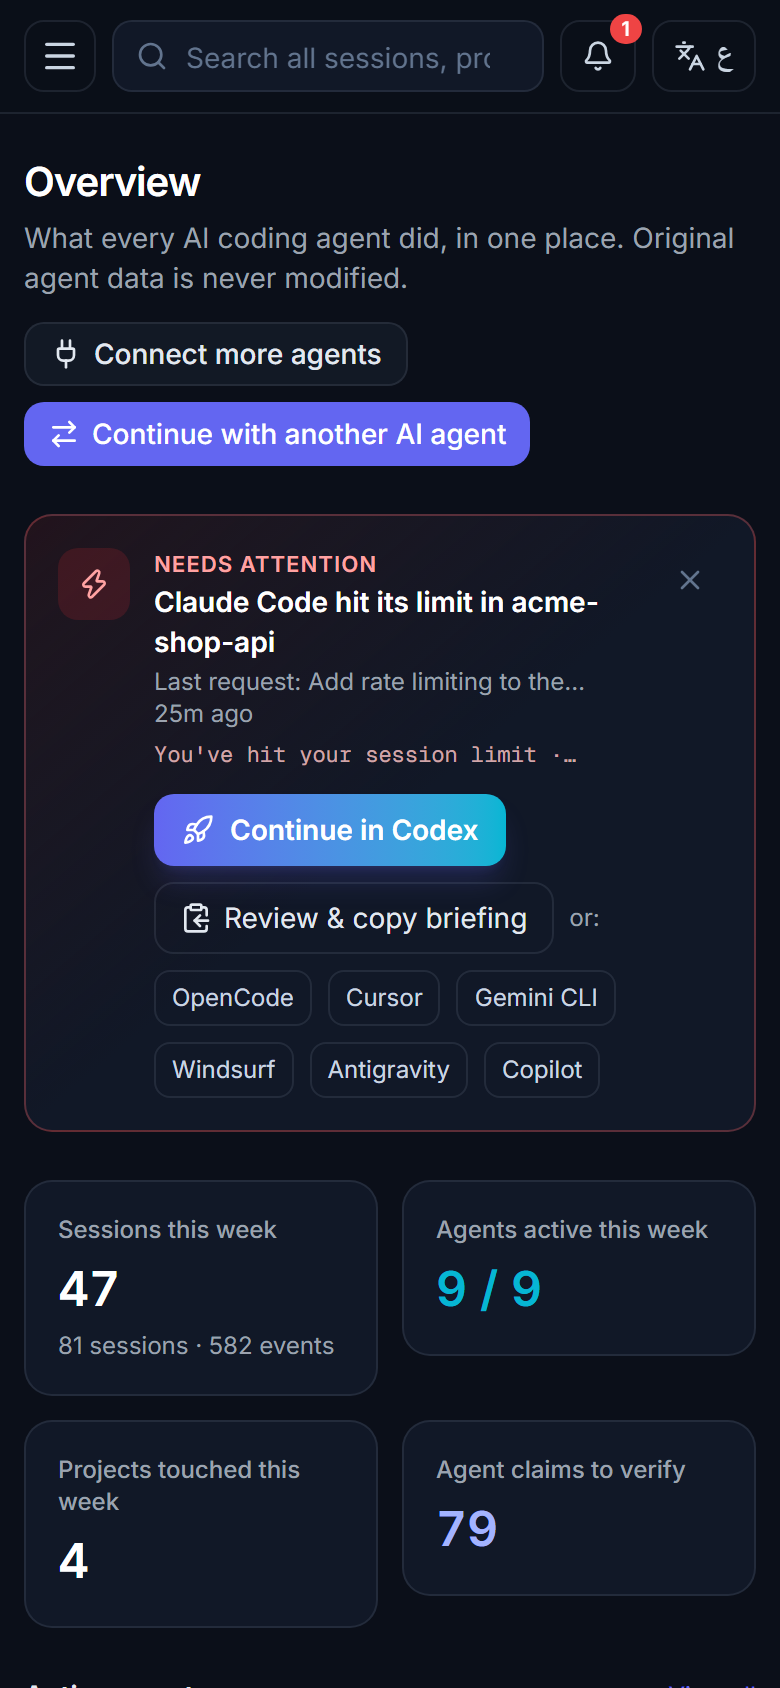 Search all sessions, pro
1
ع
Overview
What every AI coding agent did, in one place. Original
agent data is never modified.
Connect more agents
Continue with another AI agent
NEEDS ATTENTION
Claude Code hit its limit in acme-
shop-api
Last request: Add rate limiting to the…
25m ago
You've hit your session limit ·…
Continue in Codex
Review & copy briefing
or:
OpenCode
Cursor
Gemini CLI
Windsurf
Antigravity
Copilot
Sessions this week
47
81 sessions · 582 events
Agents active this week
9 / 9
Projects touched this
week
4
Agent claims to verify
79